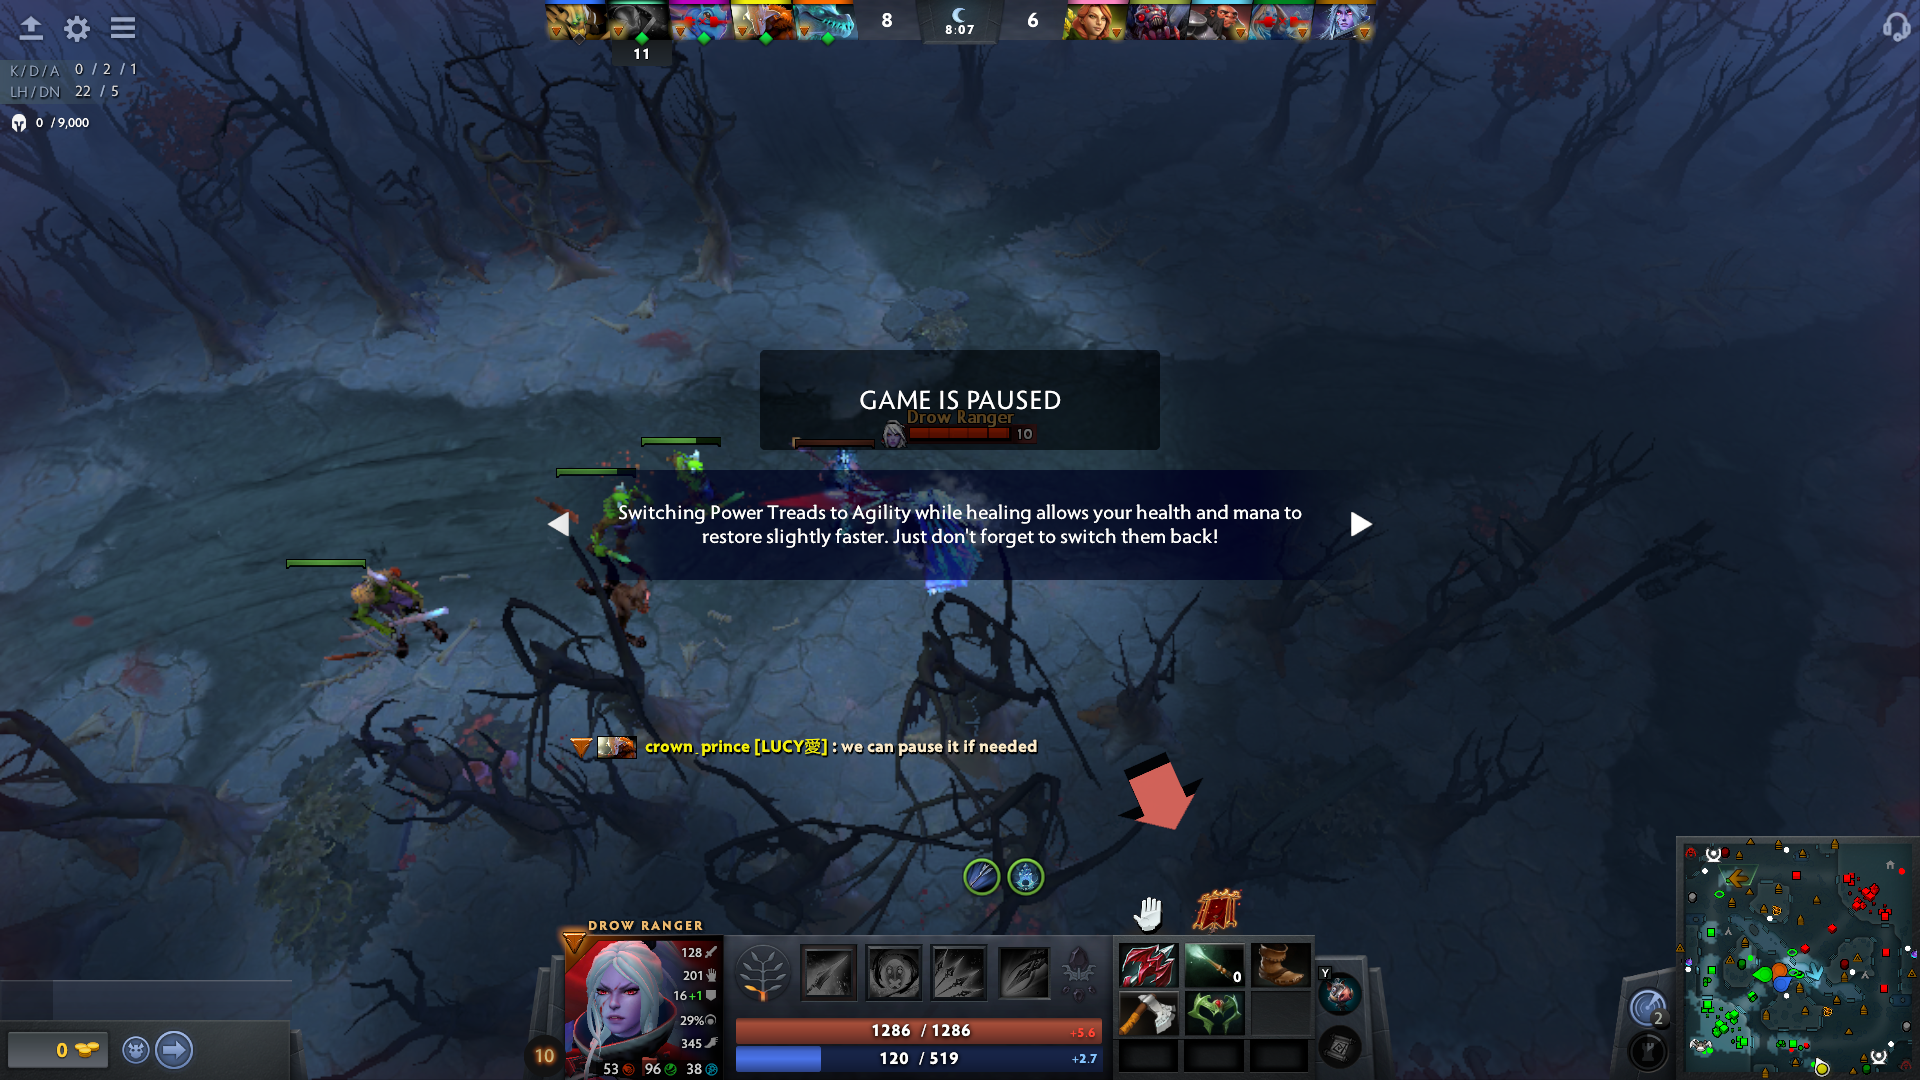 8
8:07
6
11
K/D/A 0 / 2 / 1
LH/DN 22 / 5
0 / 9,000
GAME IS PAUSED
Drow Ranger
10
Switching Power Treads to Agility while healing allows your health and mana to
restore slightly faster. Just don't forget to switch them back!
crown_prince [LUCY愛] : we can pause it if needed
DROW RANGER
128
201
16+1
29%
345
53 96 38
10
1286 / 1286
+5.6
120 / 519
+2.7
0
Y
0
2